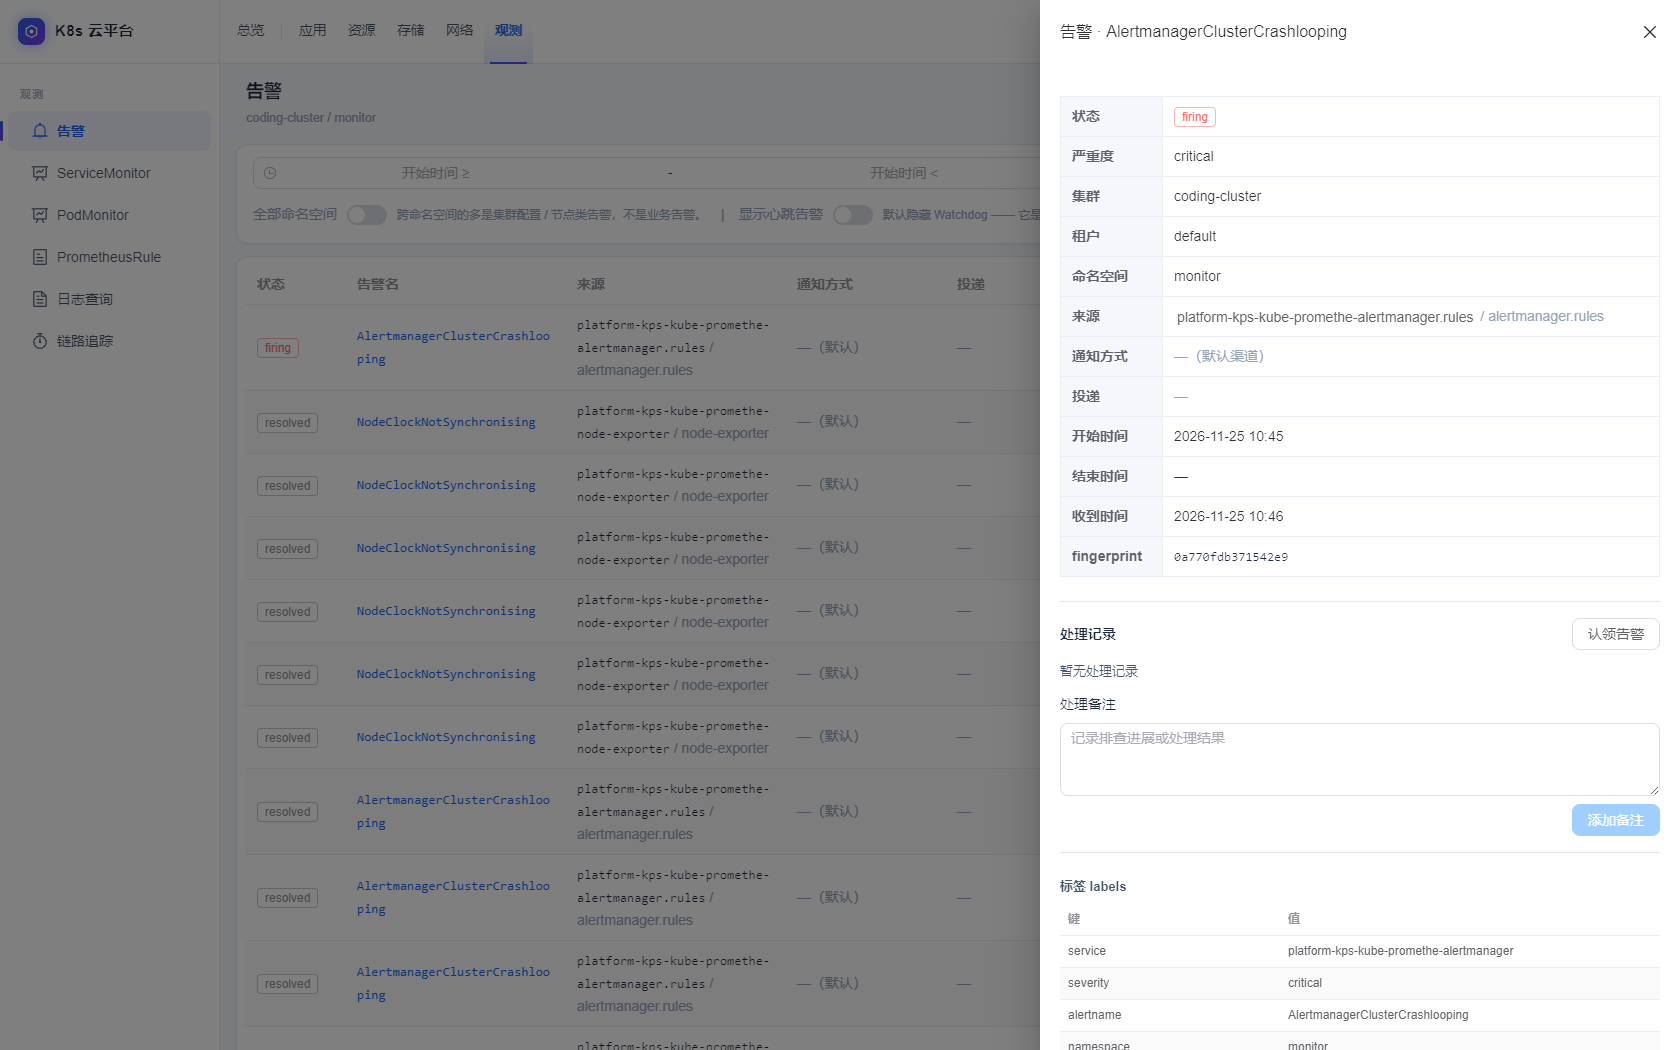 K8s 云平台
总览
应用
资源
存储
网络
观测
观测
告警
ServiceMonitor
PodMonitor
PrometheusRule
日志查询
链路追踪
告警
coding-cluster / monitor
开始时间 ≥ - 开始时间 <
全部命名空间 跨命名空间的多是集群配置 / 节点类告警，不是业务告警。 | 显示心跳告警 默认隐藏 Watchdog —— 它是
状态 告警名 来源 通知方式 投递
firing AlertmanagerClusterCrashloo
ping platform-kps-kube-promethe-
alertmanager.rules /
alertmanager.rules — （默认） —
resolved NodeClockNotSynchronising platform-kps-kube-promethe-
node-exporter / node-exporter — （默认） —
resolved NodeClockNotSynchronising platform-kps-kube-promethe-
node-exporter / node-exporter — （默认） —
resolved NodeClockNotSynchronising platform-kps-kube-promethe-
node-exporter / node-exporter — （默认） —
resolved NodeClockNotSynchronising platform-kps-kube-promethe-
node-exporter / node-exporter — （默认） —
resolved NodeClockNotSynchronising platform-kps-kube-promethe-
node-exporter / node-exporter — （默认） —
resolved NodeClockNotSynchronising platform-kps-kube-promethe-
node-exporter / node-exporter — （默认） —
resolved AlertmanagerClusterCrashloo
ping platform-kps-kube-promethe-
alertmanager.rules /
alertmanager.rules — （默认） —
resolved AlertmanagerClusterCrashloo
ping platform-kps-kube-promethe-
alertmanager.rules /
alertmanager.rules — （默认） —
resolved AlertmanagerClusterCrashloo
ping platform-kps-kube-promethe-
alertmanager.rules /
alertmanager.rules — （默认） —
platform-kps-kube-promethe-
告警 · AlertmanagerClusterCrashlooping
状态 firing
严重度 critical
集群 coding-cluster
租户 default
命名空间 monitor
来源 platform-kps-kube-promethe-alertmanager.rules / alertmanager.rules
通知方式 — （默认渠道）
投递 —
开始时间 2026-11-25 10:45
结束时间 —
收到时间 2026-11-25 10:46
fingerprint 0a770fdb371542e9
处理记录 认领告警
暂无处理记录
处理备注
记录排查进展或处理结果
添加备注
标签 labels
键 值
service platform-kps-kube-promethe-alertmanager
severity critical
alertname AlertmanagerClusterCrashlooping
namespace monitor